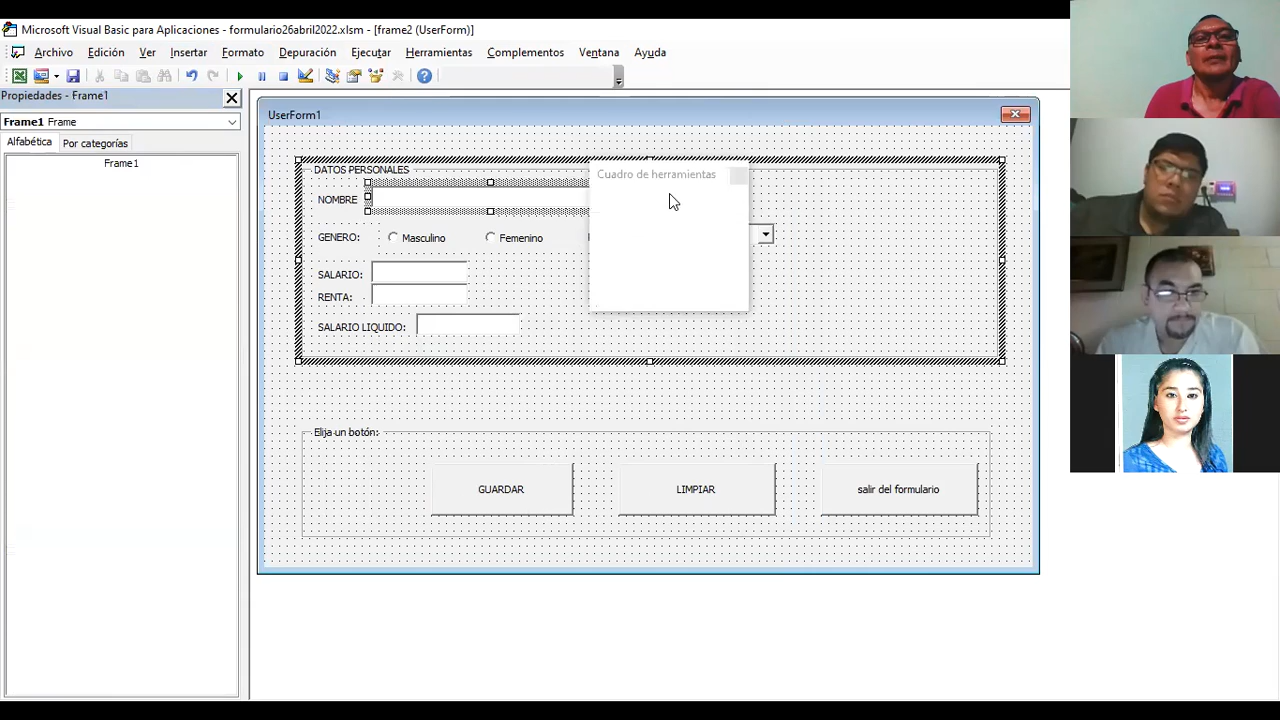 Microsoft Visual Basic para Aplicaciones - formulario26abril2022.xlsm - [frame2 (UserForm)]
Archivo Edición Ver Insertar Formato Depuración Ejecutar Herramientas Complementos Ventana Ayuda
Propiedades - Frame1
Frame1 Frame
Alfabética Por categorías
Frame1
UserForm1
DATOS PERSONALES
Cuadro de herramientas
NOMBRE
GENERO: Masculino Femenino
SALARIO:
RENTA:
SALARIO LIQUIDO:
Elija un botón:
GUARDAR LIMPIAR salir del formulario